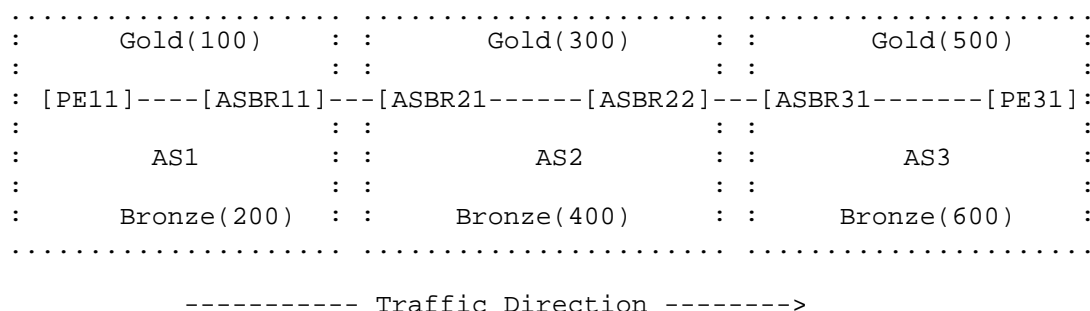 ..................... ....................... .......................
:      Gold(100)    : :       Gold(300)     : :         Gold(500)   :
:                   : :                     : :                     :
: [PE11]----[ASBR11]---[ASBR21------[ASBR22]---[ASBR31-------[PE31]:
:                   : :                     : :                     :
:        AS1        : :          AS2        : :         AS3         :
:                   : :                     : :                     :
:      Bronze(200)  : :     Bronze(400)     : :     Bronze(600)     :
..................... ....................... .......................
----------- Traffic Direction -------->